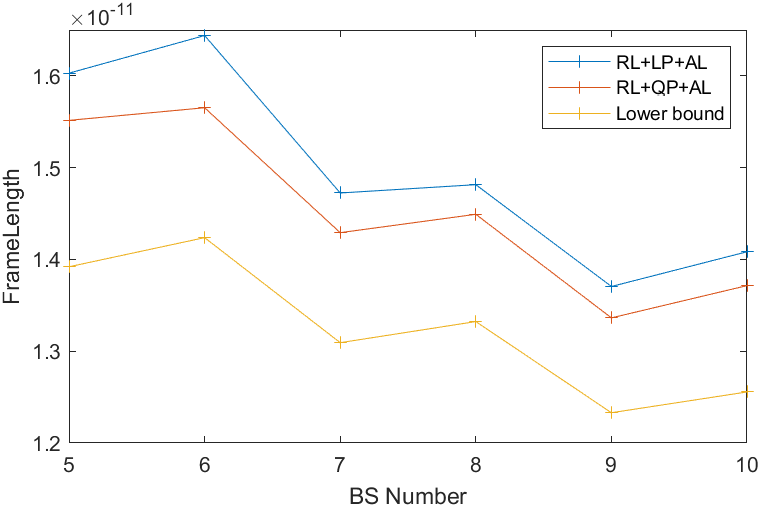 ×10⁻¹¹
1.6
1.5
1.4
1.3
1.2
5 6 7 8 9 10
FrameLength
BS Number
RL+LP+AL
RL+QP+AL
Lower bound